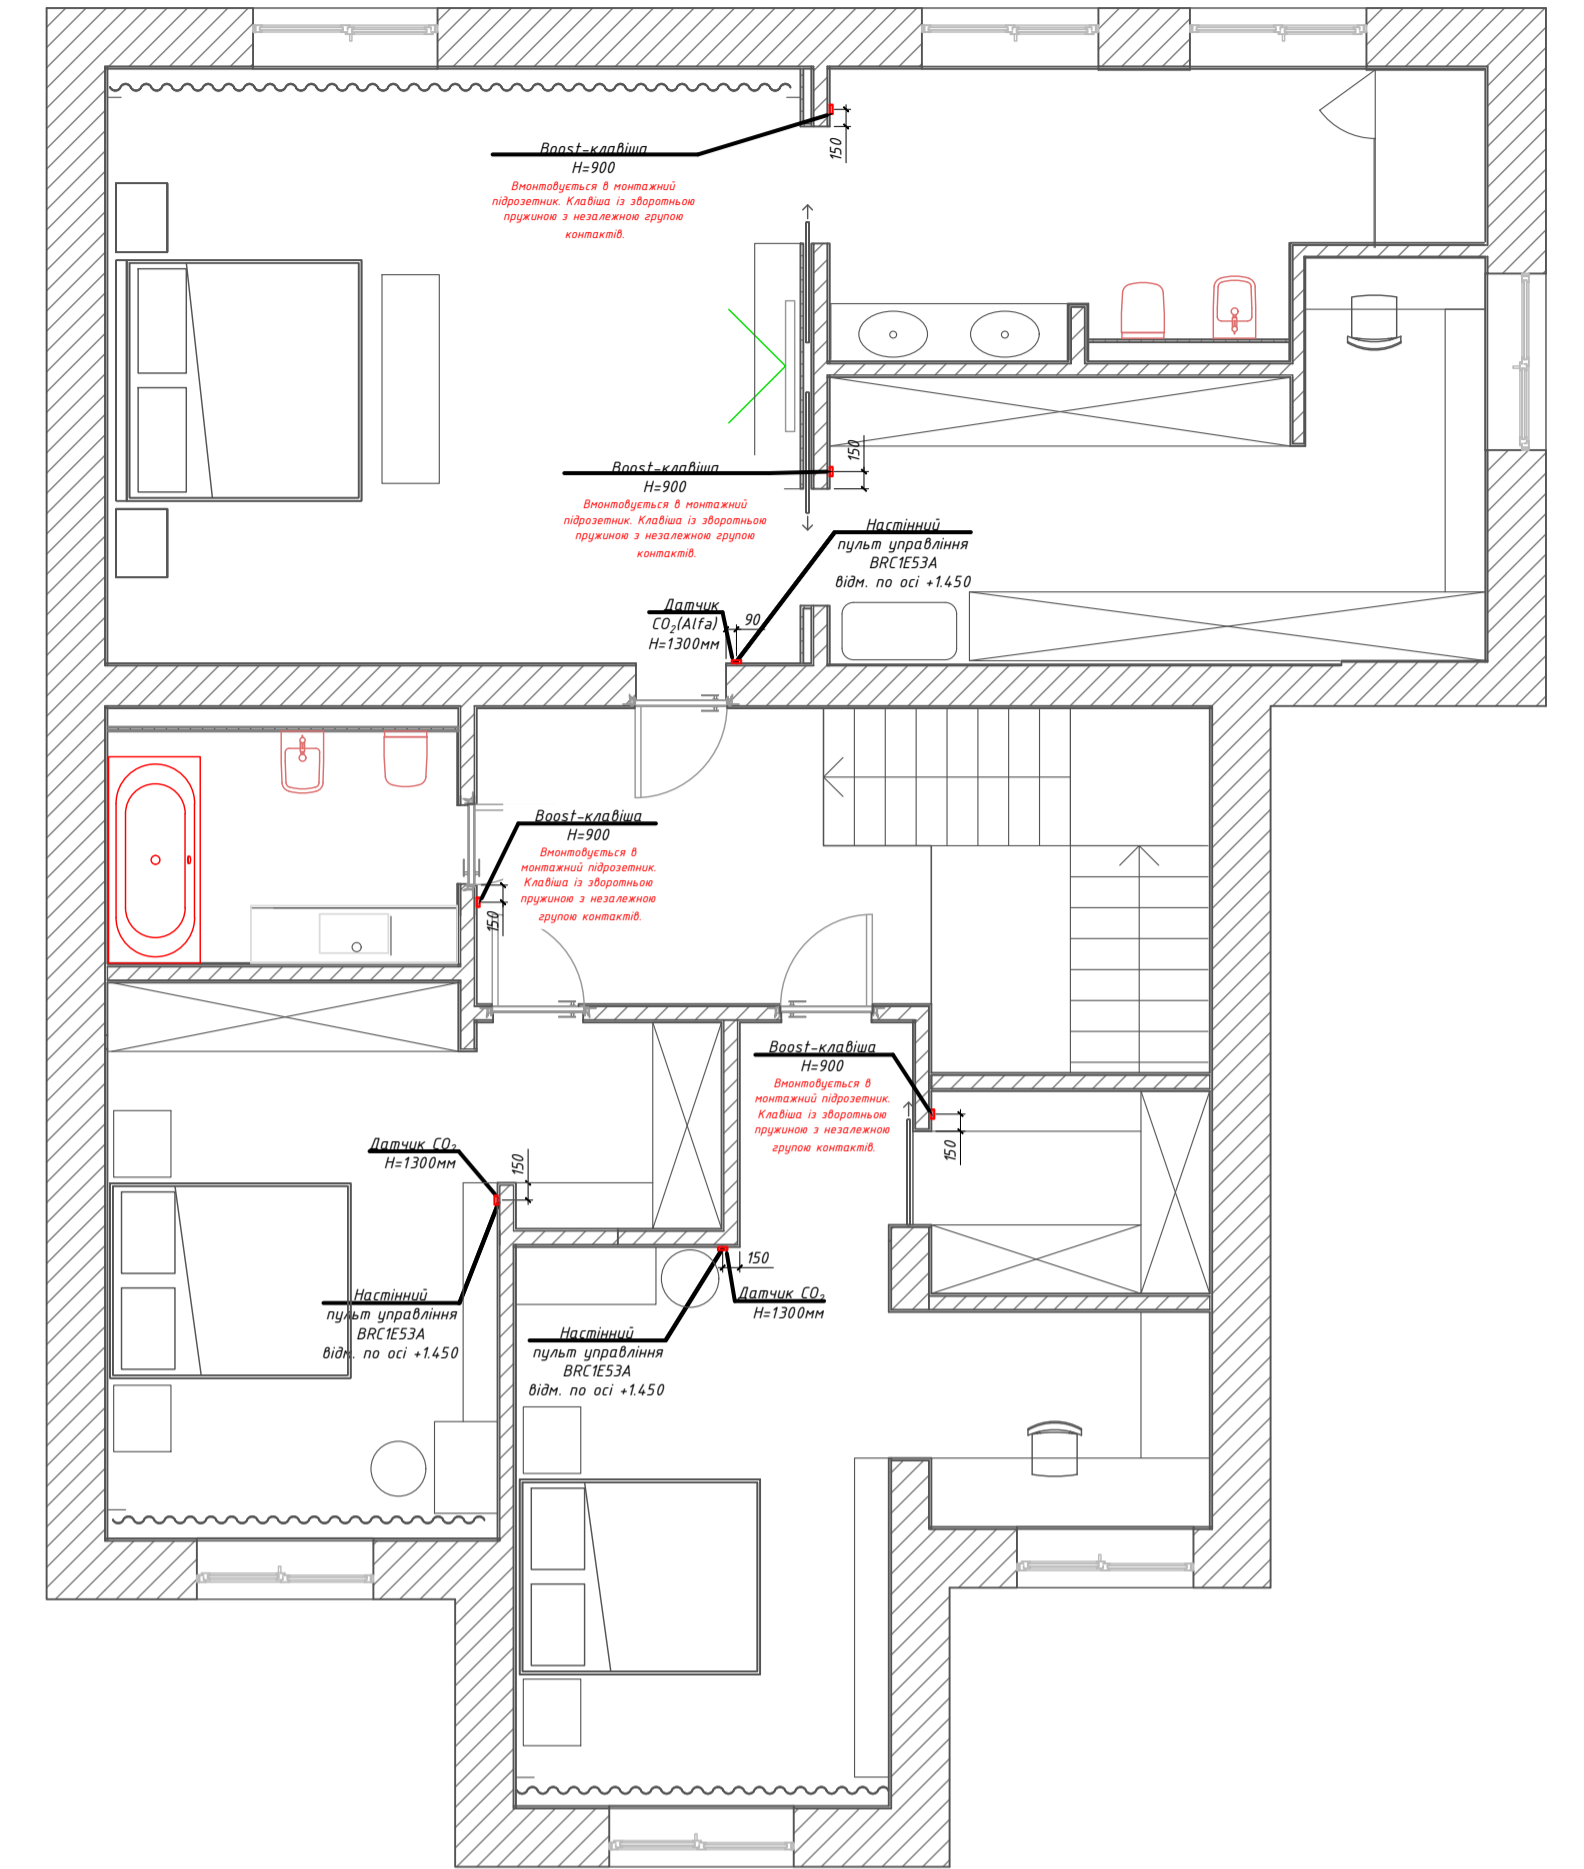 Boost-клавіша
H=900
Вмонтовується в монтажний
підрозетник. Клавіша із зворотньою
пружиною з незалежною групою
контактів.
150
Boost-клавіша
H=900
Вмонтовується в монтажний
підрозетник. Клавіша із зворотньою
пружиною з незалежною групою
контактів.
150
Настінний
пульт управління
BRC1E53A
відм. по осі +1.450
Датчик
CO₂(Alfa)
H=1300мм
90
Boost-клавіша
H=900
Вмонтовується в
монтажний підрозетник.
Клавіша із зворотньою
пружиною з незалежною
групою контактів.
150
Boost-клавіша
H=900
Вмонтовується в
монтажний підрозетник.
Клавіша із зворотньою
пружиною з незалежною
групою контактів.
150
Датчик CO₂
H=1300мм
150
Настінний
пульт управління
BRC1E53A
відм. по осі +1.450
150
Датчик CO₂
H=1300мм
Настінний
пульт управління
BRC1E53A
відм. по осі +1.450